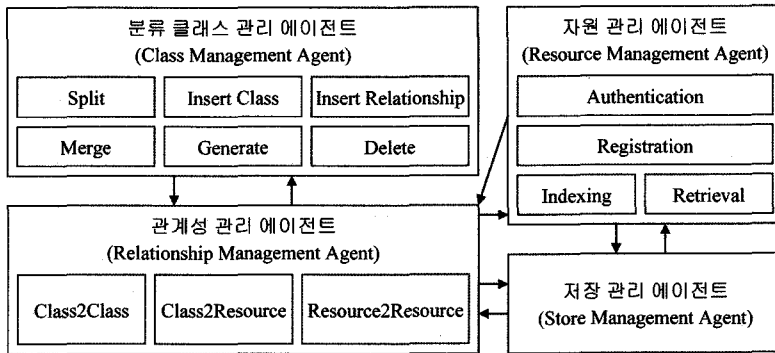 분류 클래스 관리 에이전트
(Class Management Agent)
Split
Insert Class
Insert Relationship
Merge
Generate
Delete
자원 관리 에이전트
(Resource Management Agent)
Authentication
Registration
Indexing
Retrieval
관계성 관리 에이전트
(Relationship Management Agent)
Class2Class
Class2Resource
Resource2Resource
저장 관리 에이전트
(Store Management Agent)